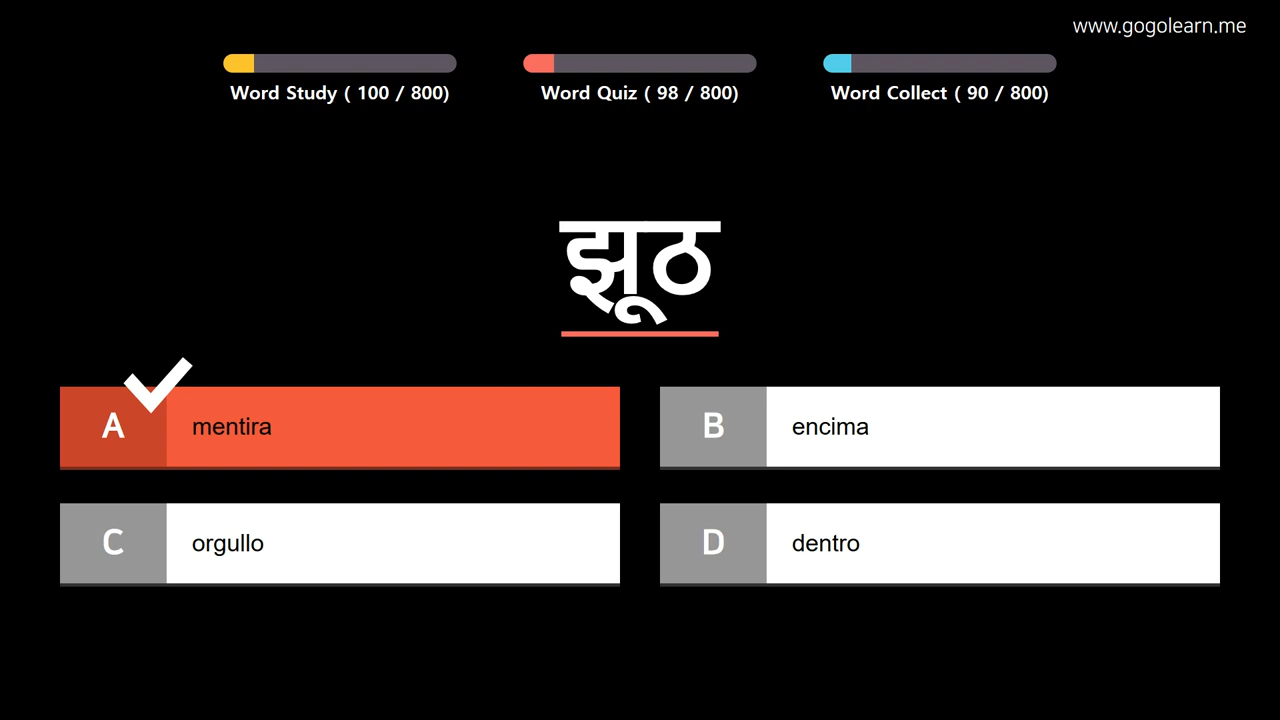 www.gogolearn.me
Word Study ( 100 / 800)
Word Quiz ( 98 / 800)
Word Collect ( 90 / 800)
झूठ
A mentira
B encima
C orgullo
D dentro